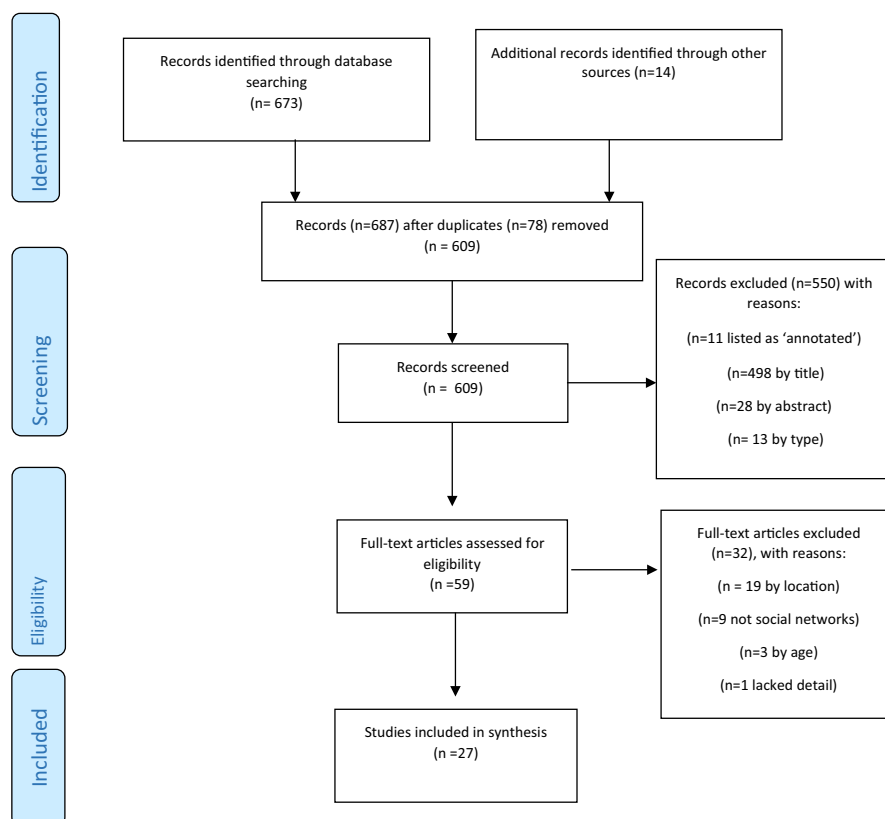 Identification
Records identified through database
searching
(n= 673)
Additional records identified through other
sources (n=14)
Records (n=687) after duplicates (n=78) removed
(n = 609)
Screening
Records screened
(n = 609)
Records excluded (n=550) with
reasons:
(n=11 listed as ‘annotated’)
(n=498 by title)
(n=28 by abstract)
(n= 13 by type)
Eligibility
Full-text articles assessed for
eligibility
(n =59)
Full-text articles excluded
(n=32), with reasons:
(n = 19 by location)
(n=9 not social networks)
(n=3 by age)
(n=1 lacked detail)
Included
Studies included in synthesis
(n =27)